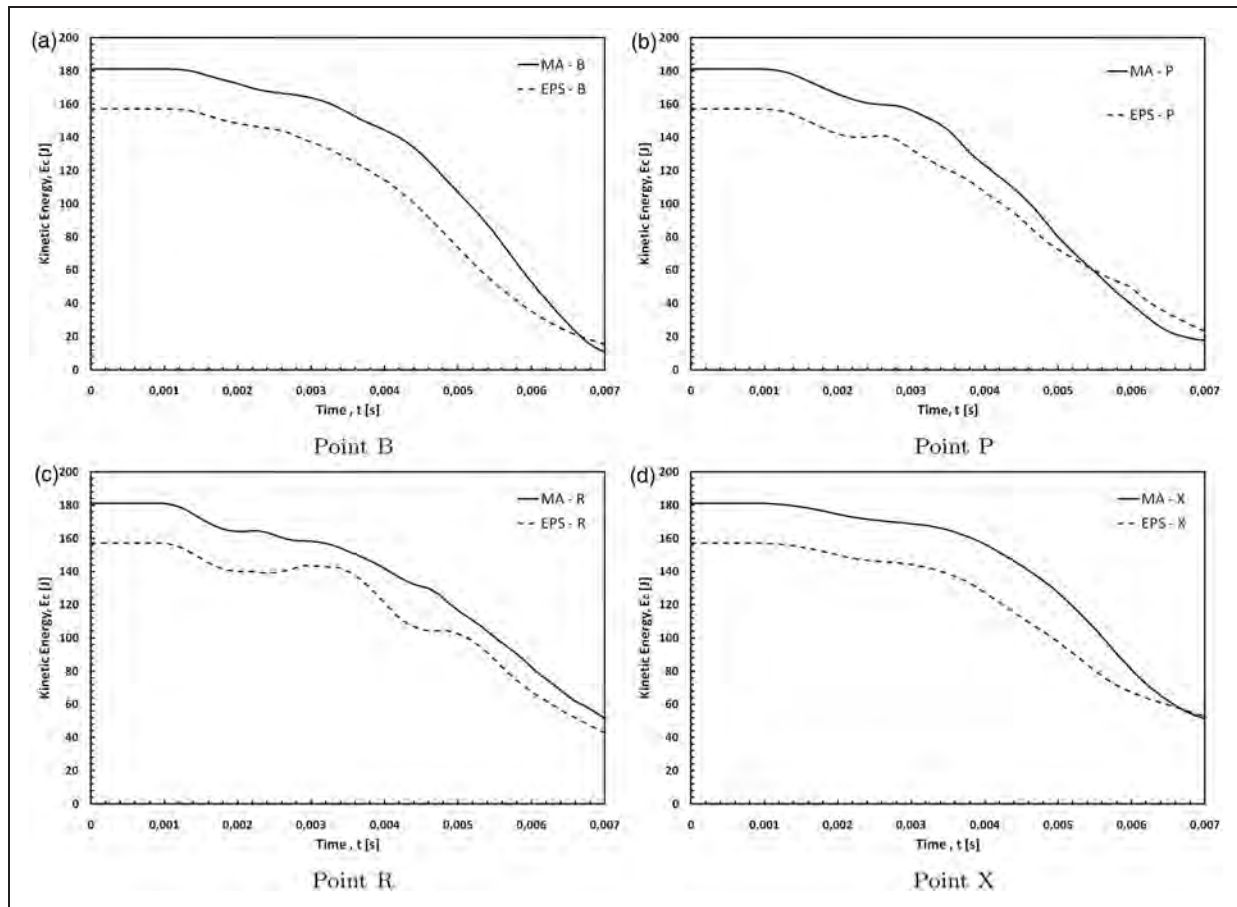 (a)
200
180
160
140
120
100
80
60
40
20
0
Kinetic Energy, Ec [J]
MA - B
EPS - B
0 0,001 0,002 0,003 0,004 0,005 0,006 0,007
Time , t [s]
Point B
(b)
200
180
160
140
120
100
80
60
40
20
0
Kinetic Energy, Ec [J]
MA - P
EPS - P
0 0,001 0,002 0,003 0,004 0,005 0,006 0,007
Time, t [s]
Point P
(c)
200
180
160
140
120
100
80
60
40
20
0
Kinetic Energy, Ec [J]
MA - R
EPS - R
0 0,001 0,002 0,003 0,004 0,005 0,006 0,007
Time , t [s]
Point R
(d)
200
180
160
140
120
100
80
60
40
20
0
Kinetic Energy, Ec [J]
MA - X
EPS - X
0 0,001 0,002 0,003 0,004 0,005 0,006 0,007
Time , t [s]
Point X